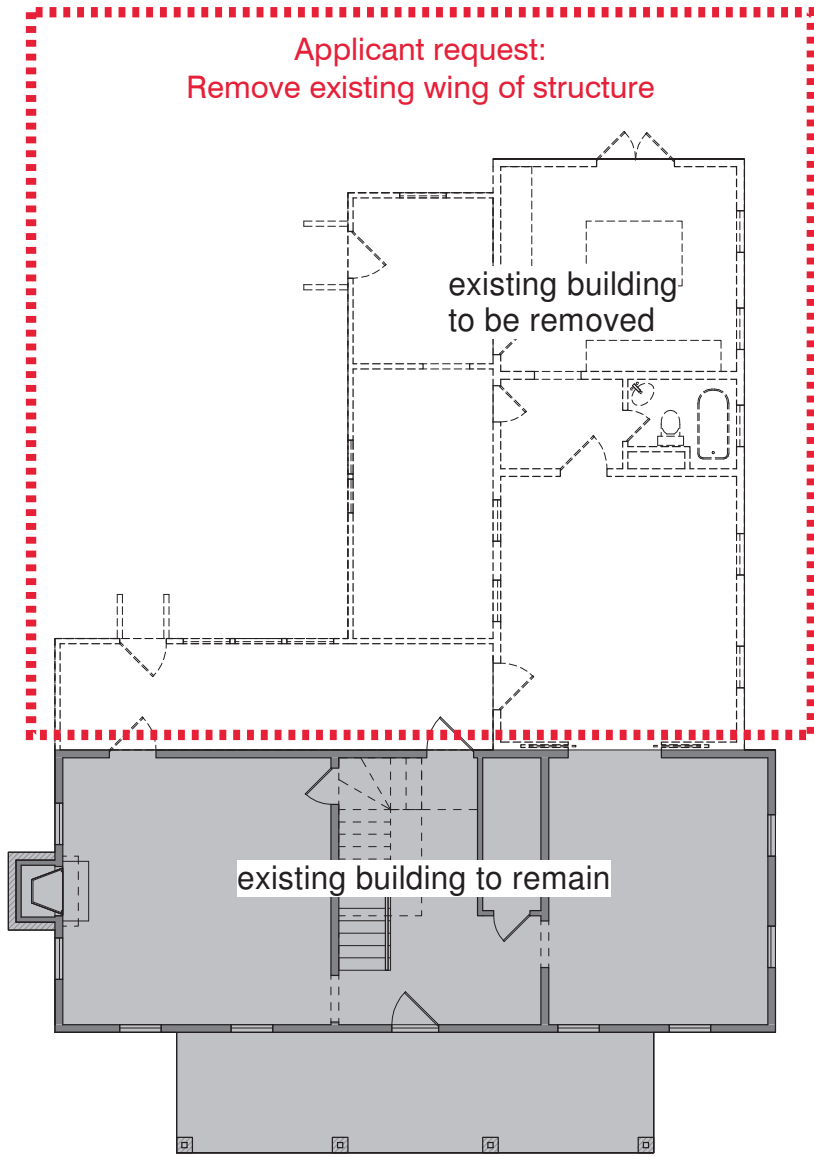 Applicant request:
Remove existing wing of structure
existing building
to be removed
existing building to remain